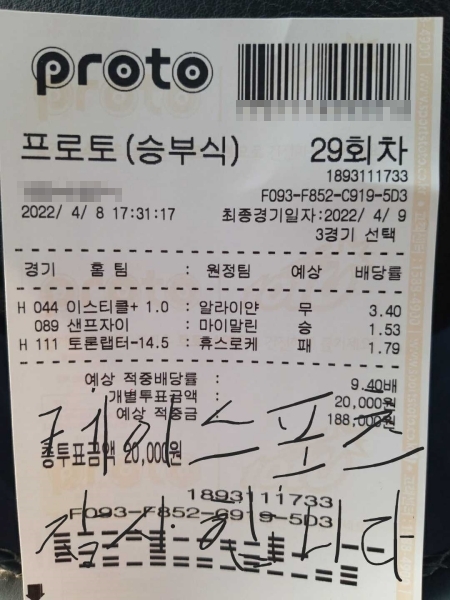 proto
프로토(승부식) 29회차
1893111733
F093-F852-C919-5D3
2022/ 4/ 8 17:31:17 최종경기일자:2022/ 4/ 9
3경기 선택
경기 홈 팀 : 원정팀 예상 배당률
H 044 이스티클+ 1.0 : 알라이얀 무 3.40
089 샌프자이 : 마이말린 승 1.53
H 111 토론랩터-14.5 : 휴스로케 패 1.79
예상 적중배당률 : 9.40배
개별투표금액 : 20,000원
예상 적중금 : 188,000원
총투표금액 20,000원
1893111733
F093-F852-C919-5D3
감사합니다